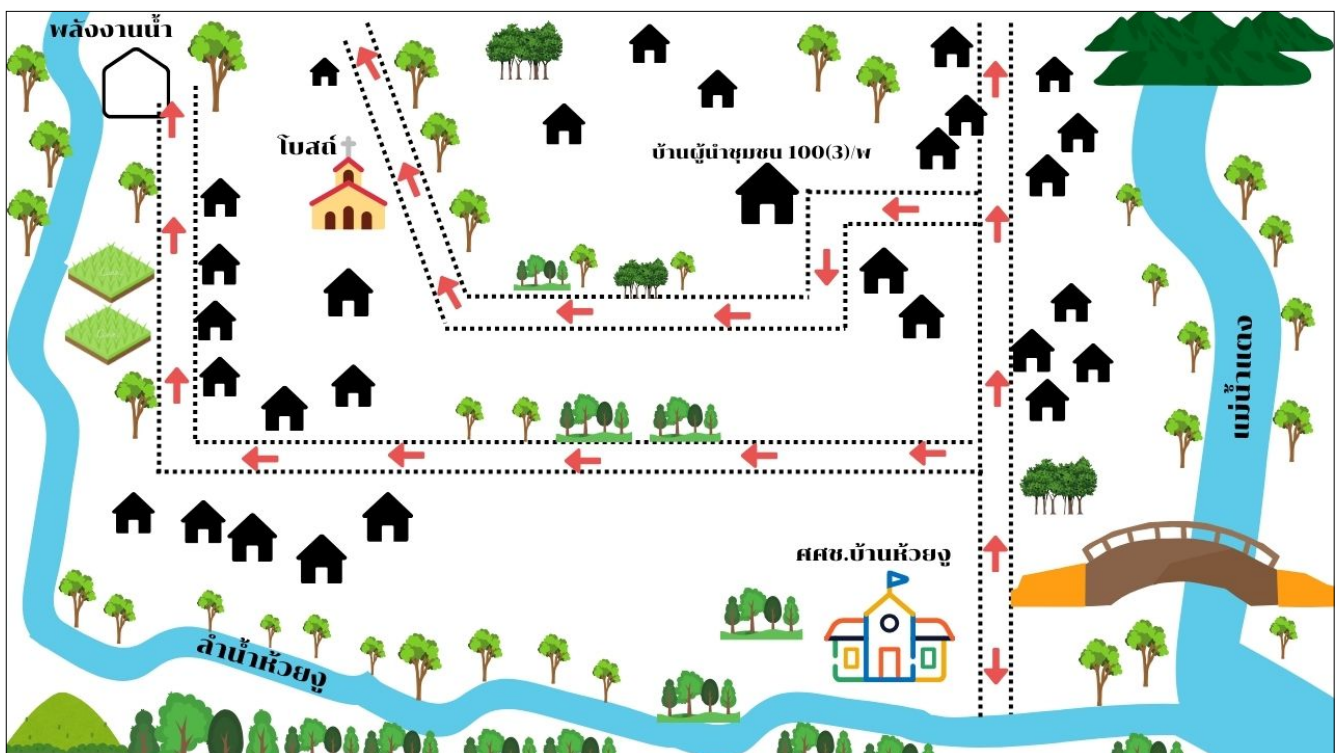 พลังงานน้ำ
โบสถ์
บ้านผู้นำชุมชน 100(3)/พ
แม่น้ำแตง
ศศช.บ้านห้วยงู
ลำน้ำห้วยงู